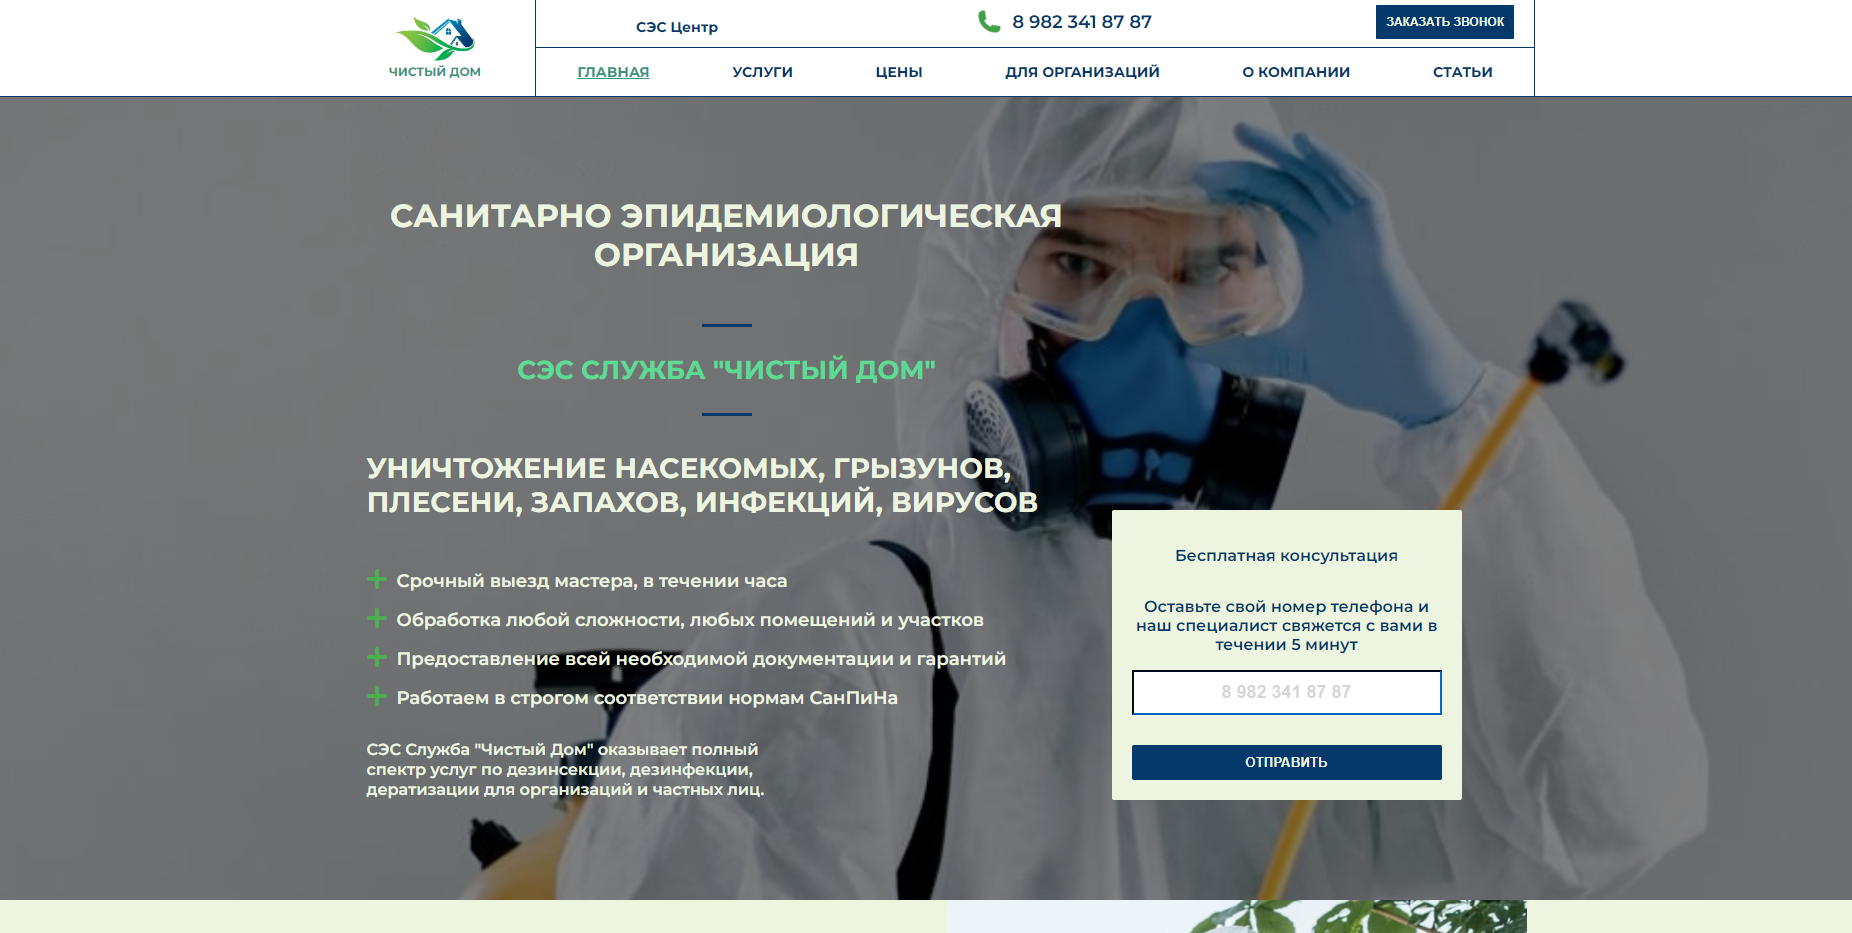 ЧИСТЫЙ ДОМ
СЭС Центр
8 982 341 87 87
ЗАКАЗАТЬ ЗВОНОК
ГЛАВНАЯ
УСЛУГИ
ЦЕНЫ
ДЛЯ ОРГАНИЗАЦИЙ
О КОМПАНИИ
СТАТЬИ
САНИТАРНО ЭПИДЕМИОЛОГИЧЕСКАЯ
ОРГАНИЗАЦИЯ
СЭС СЛУЖБА "ЧИСТЫЙ ДОМ"
УНИЧТОЖЕНИЕ НАСЕКОМЫХ, ГРЫЗУНОВ,
ПЛЕСЕНИ, ЗАПАХОВ, ИНФЕКЦИЙ, ВИРУСОВ
Срочный выезд мастера, в течении часа
Обработка любой сложности, любых помещений и участков
Предоставление всей необходимой документации и гарантий
Работаем в строгом соответствии нормам СанПиНа
СЭС Служба "Чистый Дом" оказывает полный
спектр услуг по дезинсекции, дезинфекции,
дератизации для организаций и частных лиц.
Бесплатная консультация
Оставьте свой номер телефона и
наш специалист свяжется с вами в
течении 5 минут
8 982 341 87 87
ОТПРАВИТЬ